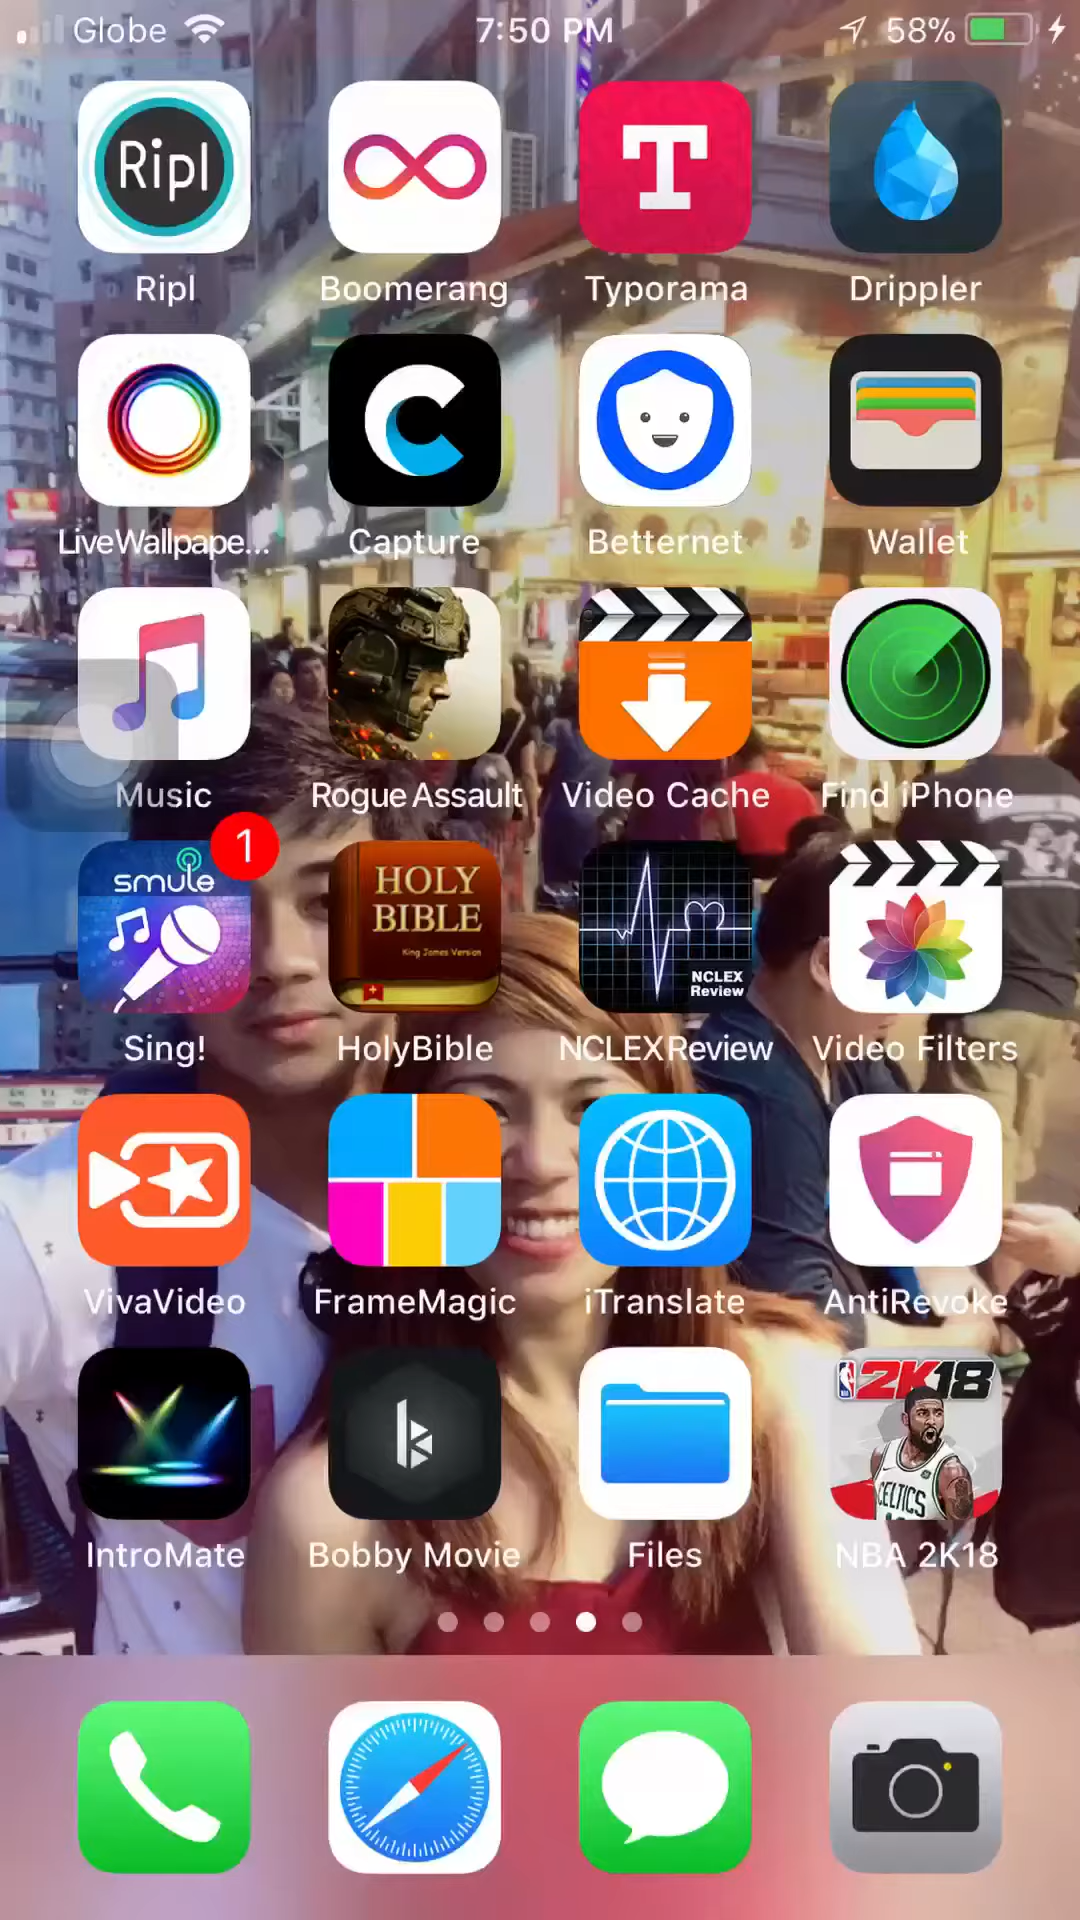 Globe 7:50 PM 58%
Ripl
Ripl Boomerang Typorama Drippler
LiveWallpape... Capture Betternet Wallet
Music Rogue Assault Video Cache Find iPhone
1
smule
HOLY
BIBLE
King James Version
NCLEX
Review
Sing! HolyBible NCLEX Review Video Filters
VivaVideo FrameMagic iTranslate AntiRevoke
2K18
CELTICS
IntroMate Bobby Movie Files NBA 2K18